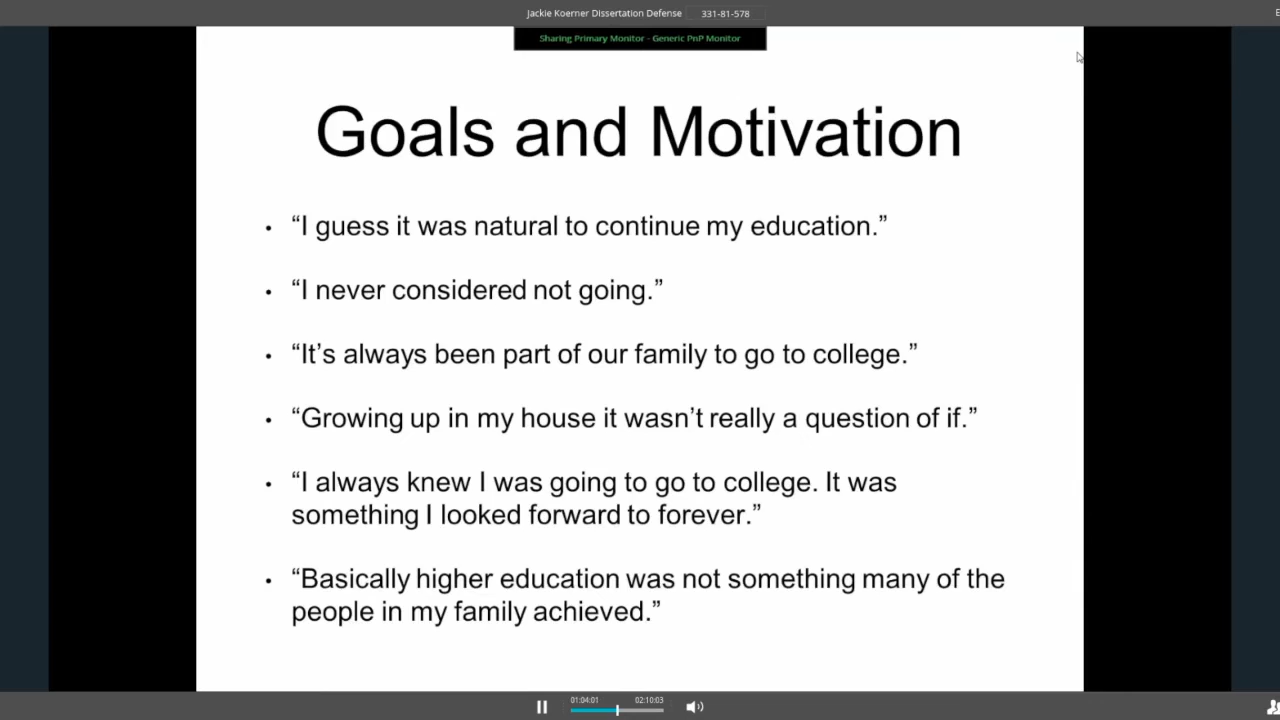 Jackie Koerner Dissertation Defense 331-81-578
E
Sharing Primary Monitor - Generic PnP Monitor
Goals and Motivation
• “I guess it was natural to continue my education.”
• “I never considered not going.”
• “It’s always been part of our family to go to college.”
• “Growing up in my house it wasn’t really a question of if.”
• “I always knew I was going to go to college. It was
something I looked forward to forever.”
• “Basically higher education was not something many of the
people in my family achieved.”
01:04:01 02:10:03